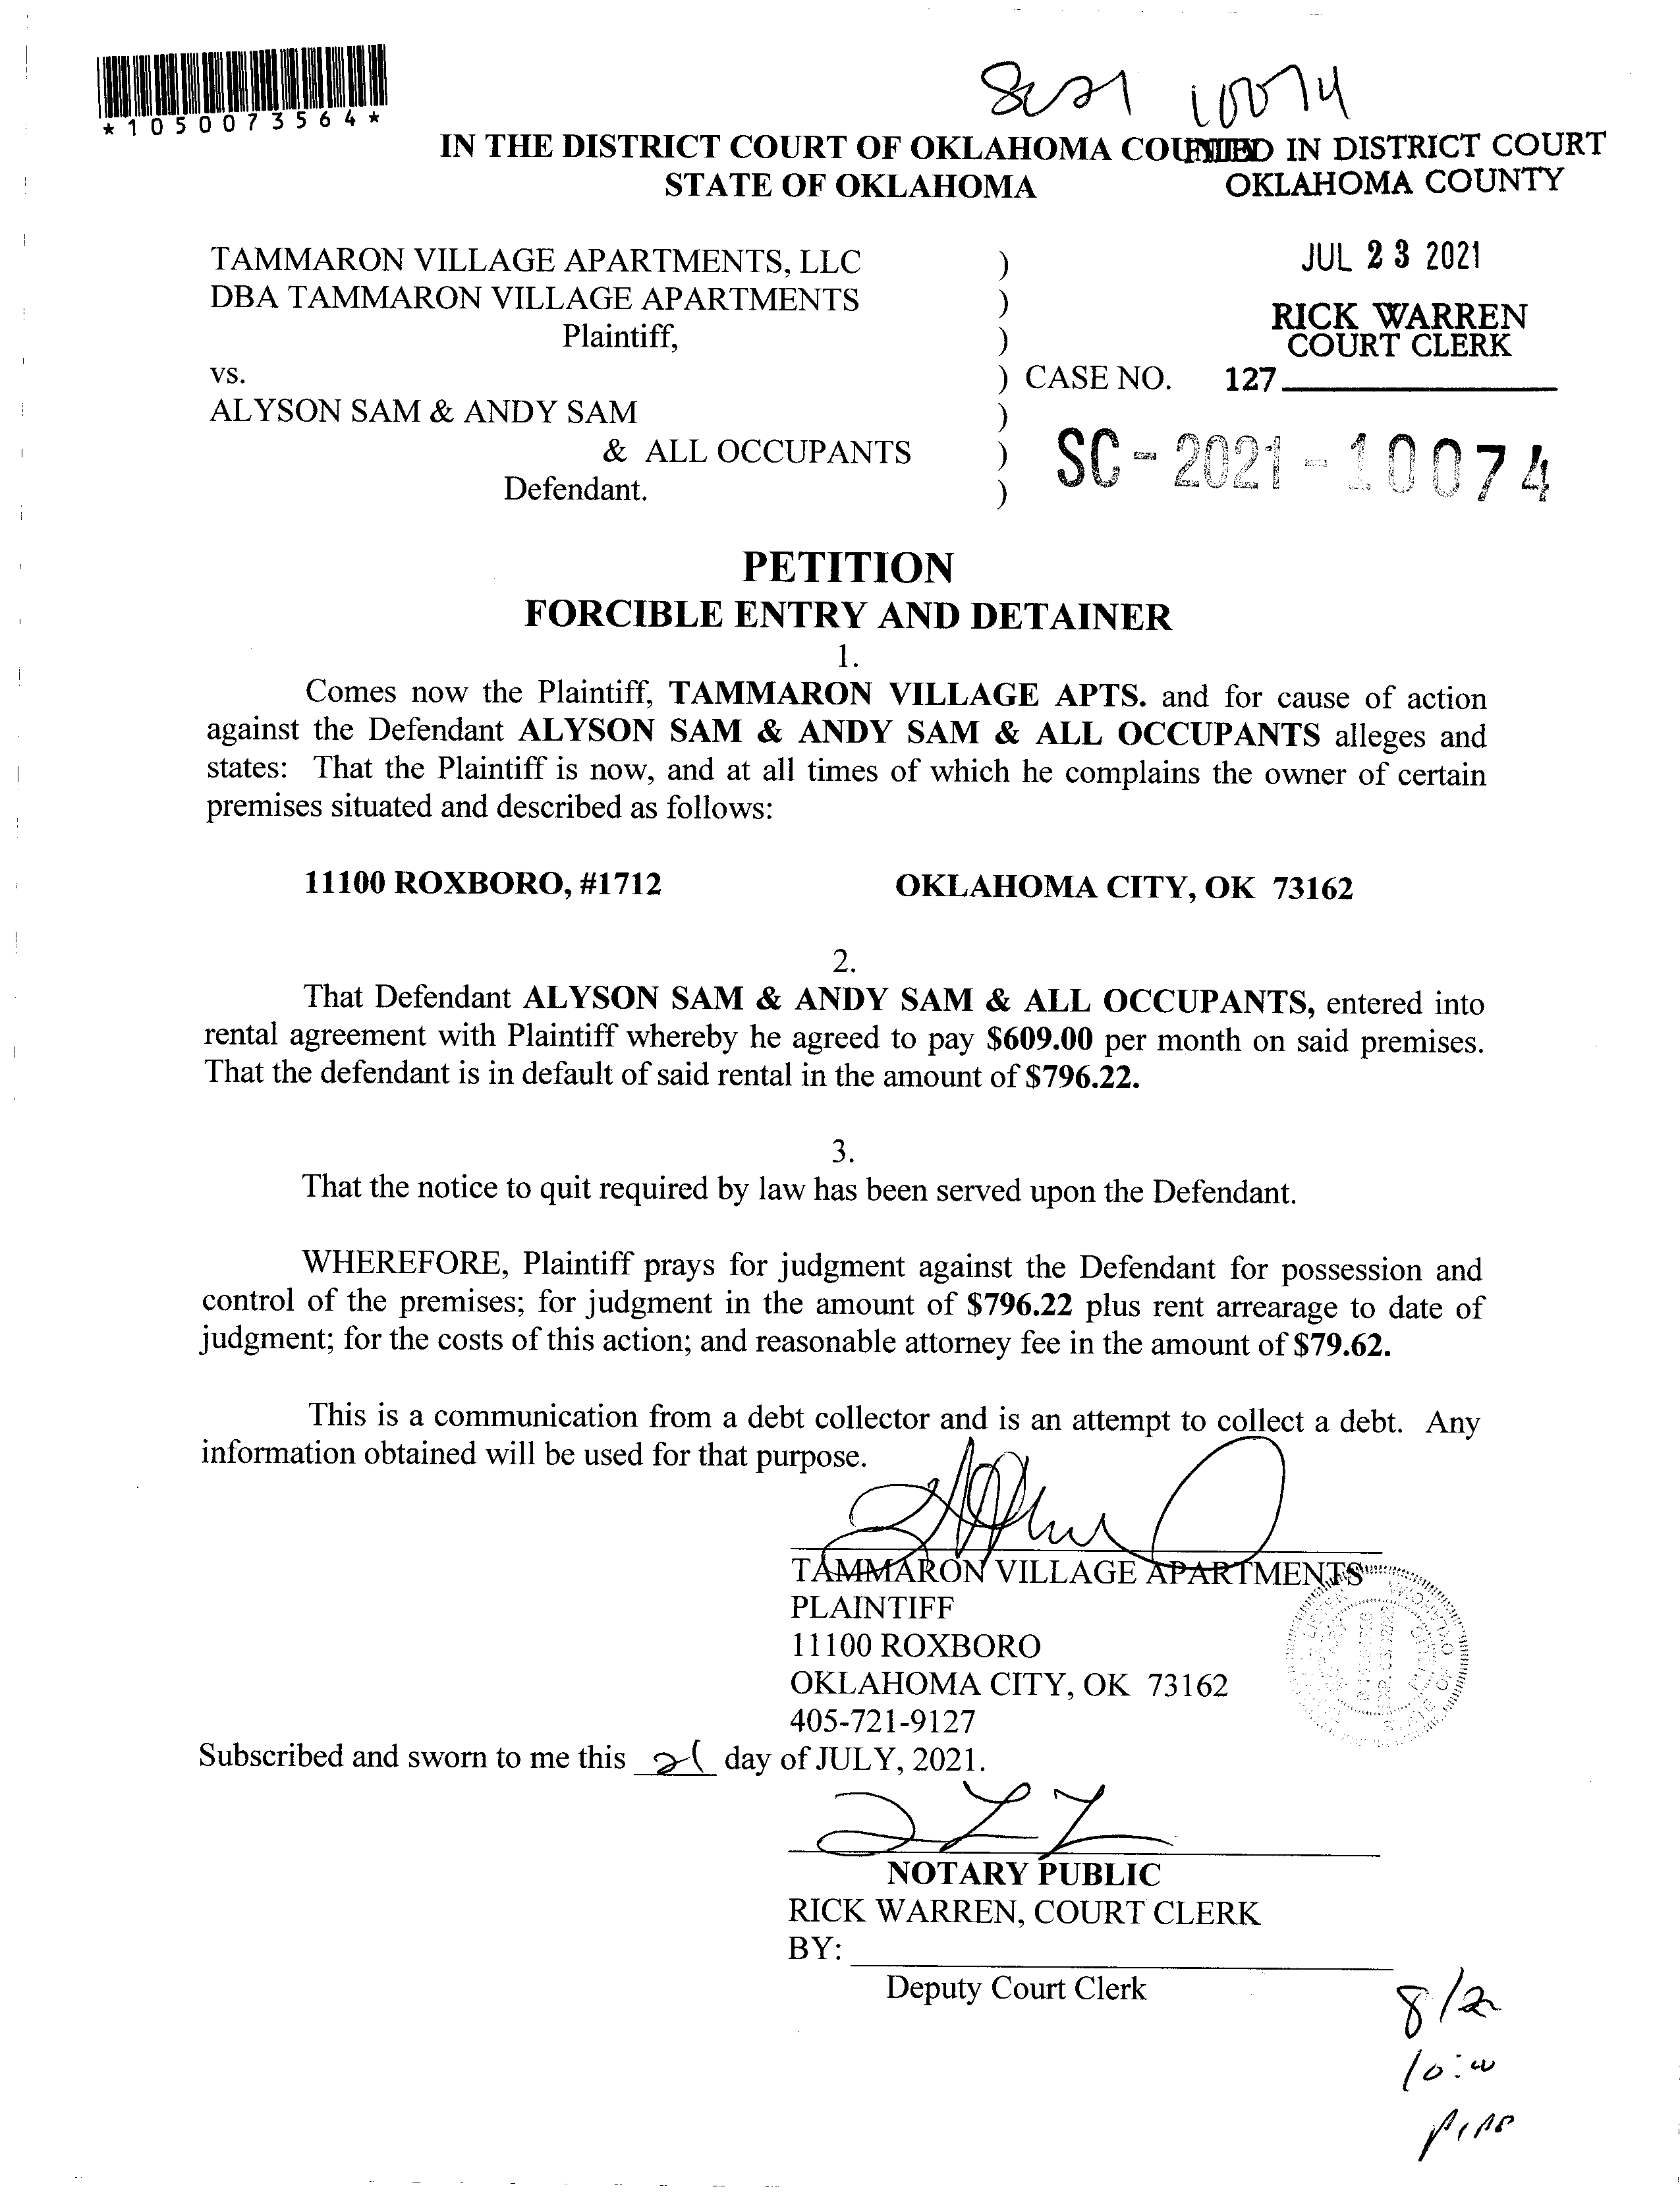 *1050073564*
SC21 10074
IN THE DISTRICT COURT OF OKLAHOMA
STATE OF OKLAHOMA
FILED IN DISTRICT COURT
OKLAHOMA COUNTY
JUL 23 2021
RICK WARREN
COURT CLERK
127
TAMMARON VILLAGE APARTMENTS, LLC )
DBA TAMMARON VILLAGE APARTMENTS )
Plaintiff, )
vs. ) CASE NO.
ALYSON SAM & ANDY SAM )
& ALL OCCUPANTS )
Defendant. )
SC-2021-10074
PETITION
FORCIBLE ENTRY AND DETAINER
1.
Comes now the Plaintiff, TAMMARON VILLAGE APTS. and for cause of action
against the Defendant ALYSON SAM & ANDY SAM & ALL OCCUPANTS alleges and
states: That the Plaintiff is now, and at all times of which he complains the owner of certain
premises situated and described as follows:
11100 ROXBORO, #1712 OKLAHOMA CITY, OK 73162
2.
That Defendant ALYSON SAM & ANDY SAM & ALL OCCUPANTS, entered into
rental agreement with Plaintiff whereby he agreed to pay $609.00 per month on said premises.
That the defendant is in default of said rental in the amount of $796.22.
3.
That the notice to quit required by law has been served upon the Defendant.
WHEREFORE, Plaintiff prays for judgment against the Defendant for possession and
control of the premises; for judgment in the amount of $796.22 plus rent arrearage to date of
judgment; for the costs of this action; and reasonable attorney fee in the amount of $79.62.
This is a communication from a debt collector and is an attempt to collect a debt. Any
information obtained will be used for that purpose.
TAMMARON VILLAGE APARTMENTS
PLAINTIFF
11100 ROXBORO
OKLAHOMA CITY, OK 73162
405-721-9127
Subscribed and sworn to me this 21 day of JULY, 2021.
NOTARY PUBLIC
RICK WARREN, COURT CLERK
BY:
Deputy Court Clerk
8/2